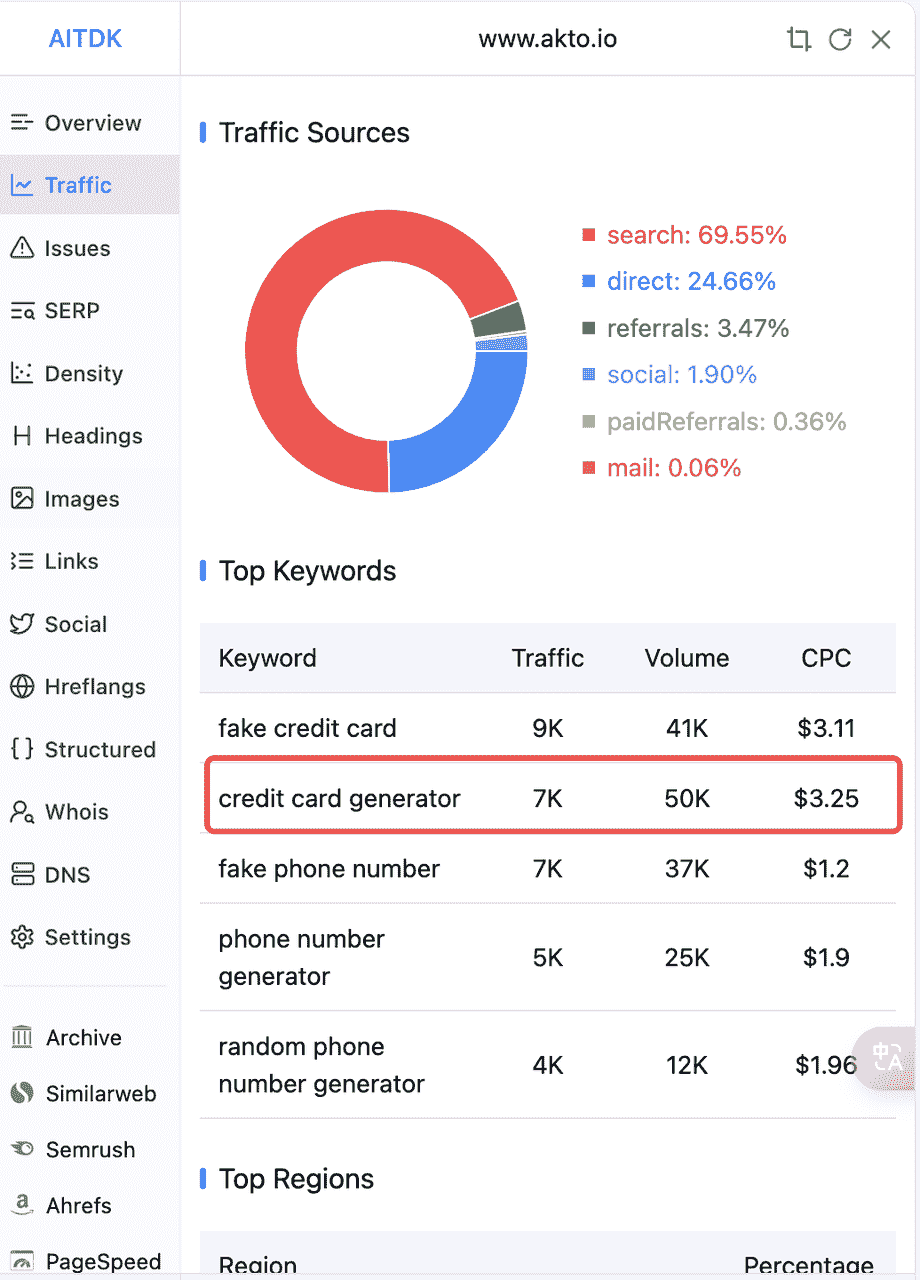 AITDK
www.akto.io
Overview
Traffic
Issues
SERP
Density
Headings
Images
Links
Social
Hreflangs
Structured
Whois
DNS
Settings
Archive
Similarweb
Semrush
Ahrefs
PageSpeed
Traffic Sources
search: 69.55%
direct: 24.66%
referrals: 3.47%
social: 1.90%
paidReferrals: 0.36%
mail: 0.06%
Top Keywords
Keyword Traffic Volume CPC
fake credit card 9K 41K $3.11
credit card generator 7K 50K $3.25
fake phone number 7K 37K $1.2
phone number
generator 5K 25K $1.9
random phone
number generator 4K 12K $1.96
中A
Top Regions
Region Percentage